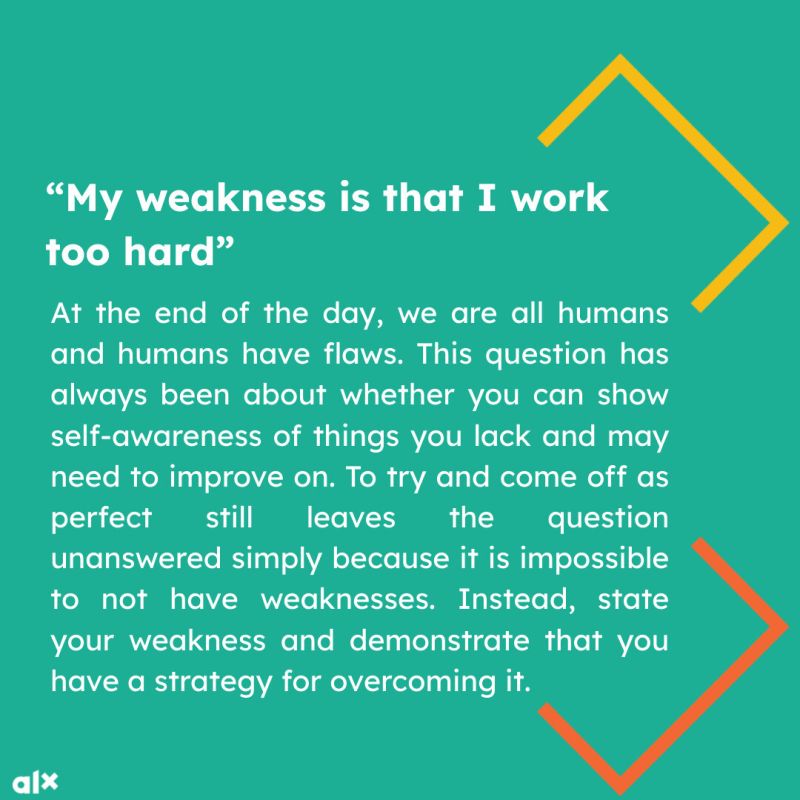 “My weakness is that I work
too hard”
At the end of the day, we are all humans
and humans have flaws. This question has
always been about whether you can show
self-awareness of things you lack and may
need to improve on. To try and come off as
perfect still leaves the question
unanswered simply because it is impossible
to not have weaknesses. Instead, state
your weakness and demonstrate that you
have a strategy for overcoming it.
alx